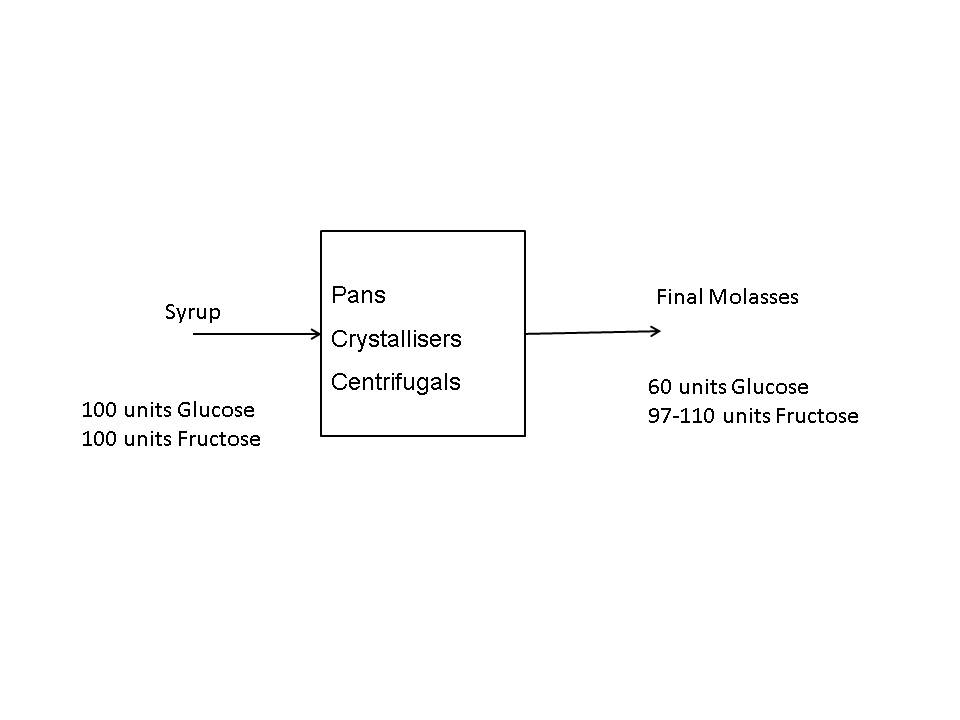 Syrup
100 units Glucose
100 units Fructose
Pans
Crystallisers
Centrifugals
Final Molasses
60 units Glucose
97-110 units Fructose